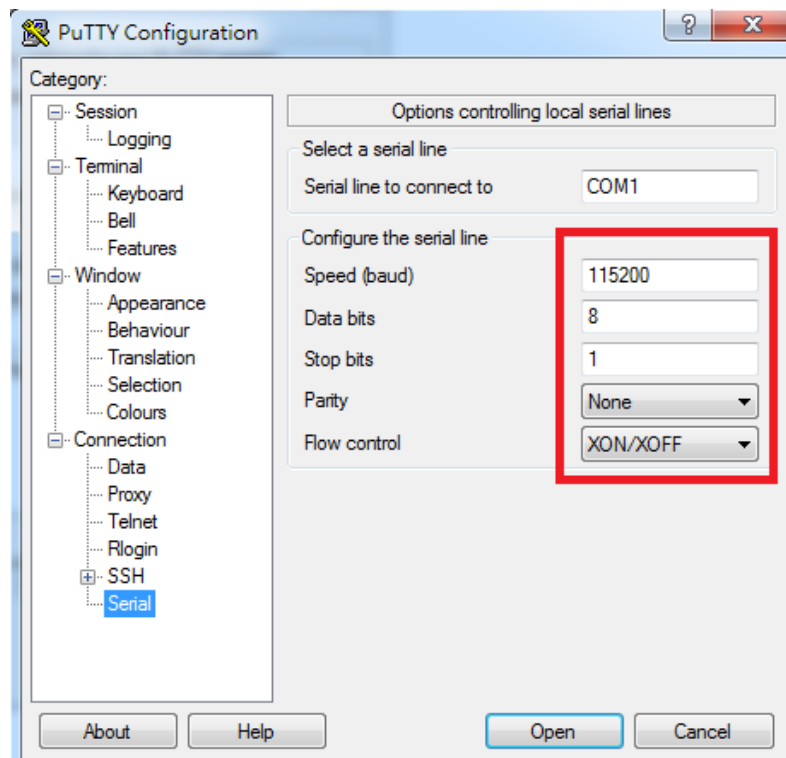 PuTTY Configuration
Category:
Session
Logging
Terminal
Keyboard
Bell
Features
Window
Appearance
Behaviour
Translation
Selection
Colours
Connection
Data
Proxy
Telnet
Rlogin
SSH
Serial
Options controlling local serial lines
Select a serial line
Serial line to connect to COM1
Configure the serial line
Speed (baud) 115200
Data bits 8
Stop bits 1
Parity None
Flow control XON/XOFF
About Help Open Cancel